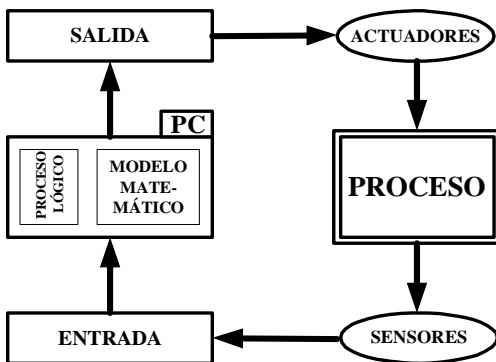 SALIDA
ACTUADORES
PC
PROCESO
LÓGICO
MODELO
MATE-
MÁTICO
PROCESO
ENTRADA
SENSORES